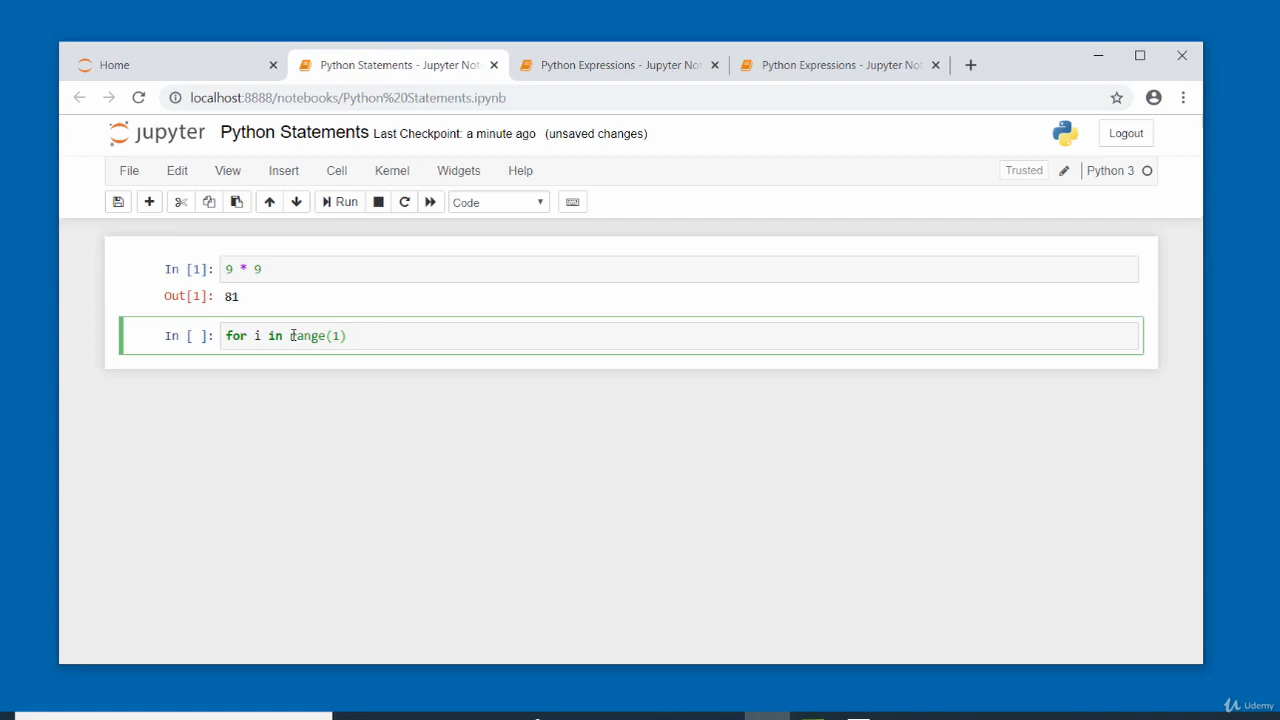 Home
Python Statements - Jupyter Not
Python Expressions - Jupyter Not
Python Expressions - Jupyter Not
localhost:8888/notebooks/Python%20Statements.ipynb
jupyter Python Statements Last Checkpoint: a minute ago (unsaved changes) Logout
File Edit View Insert Cell Kernel Widgets Help Trusted Python 3
Run Code
In [1]: 9 * 9
Out[1]: 81
In [ ]: for i in range(1)
Udemy